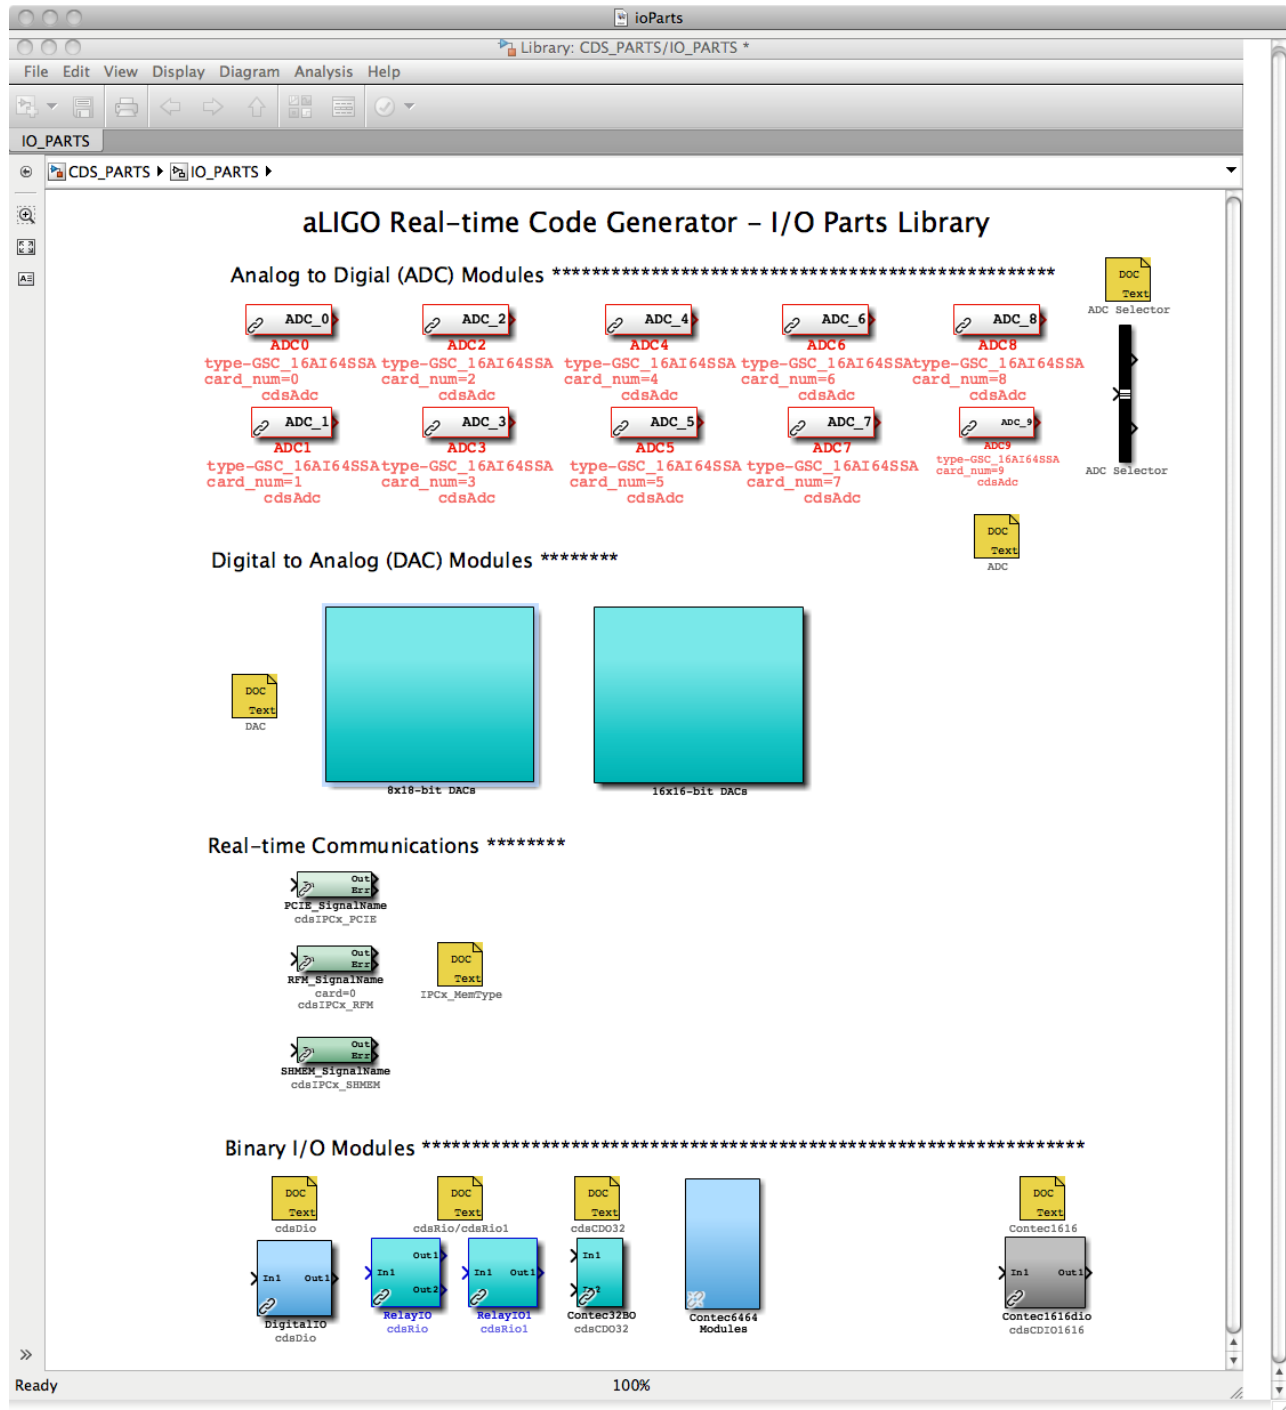 ioParts
Library: CDS_PARTS/IO_PARTS *
File Edit View Display Diagram Analysis Help
IO_PARTS
CDS_PARTS IO_PARTS
aLIGO Real-time Code Generator - I/O Parts Library
Analog to Digial (ADC) Modules ***************************************************
DOC
Text
ADC Selector
ADC_0 ADC_2 ADC_4 ADC_6 ADC_8
ADC0 ADC2 ADC4 ADC6 ADC8
type-GSC_16AI64SSA type-GSC_16AI64SSA type-GSC_16AI64SSA type-GSC_16AI64SSA type-GSC_16AI64SSA
card_num=0 card_num=2 card_num=4 card_num=6 card_num=8
cdsAdc cdsAdc cdsAdc cdsAdc cdsAdc
ADC_1 ADC_3 ADC_5 ADC_7 ADC_9
ADC1 ADC3 ADC5 ADC7 ADC9
type-GSC_16AI64SSA type-GSC_16AI64SSA type-GSC_16AI64SSA type-GSC_16AI64SSA type-GSC_16AI64SSA
card_num=1 card_num=3 card_num=5 card_num=7 card_num=9
cdsAdc cdsAdc cdsAdc cdsAdc cdsAdc
ADC Selector
DOC
Text
ADC
Digital to Analog (DAC) Modules ********
DOC
Text
DAC
8x18-bit DACs 16x16-bit DACs
Real-time Communications ********
Out
Err
PCIE_SignalName
cdsIPCx_PCIE
Out
Err
RFM_SignalName
card=0
cdsIPCx_RFM
DOC
Text
IPCx_MemType
Out
Err
SHMEM_SignalName
cdsIPCx_SHMEM
Binary I/O Modules *******************************************************************
DOC DOC DOC DOC
Text Text Text Text
cdsDio cdsRio/cdsRio1 cdsCDO32 Contec1616
In1 Out1
DigitalIO
cdsDio
In1 Out1
Out2
RelayIO
cdsRio
In1 Out1
RelayIO1
cdsRio1
In1
In2
Contec32BO
cdsCDO32
Contec6464
Modules
In1 Out1
Contec1616dio
cdsCDIO1616
Ready 100%